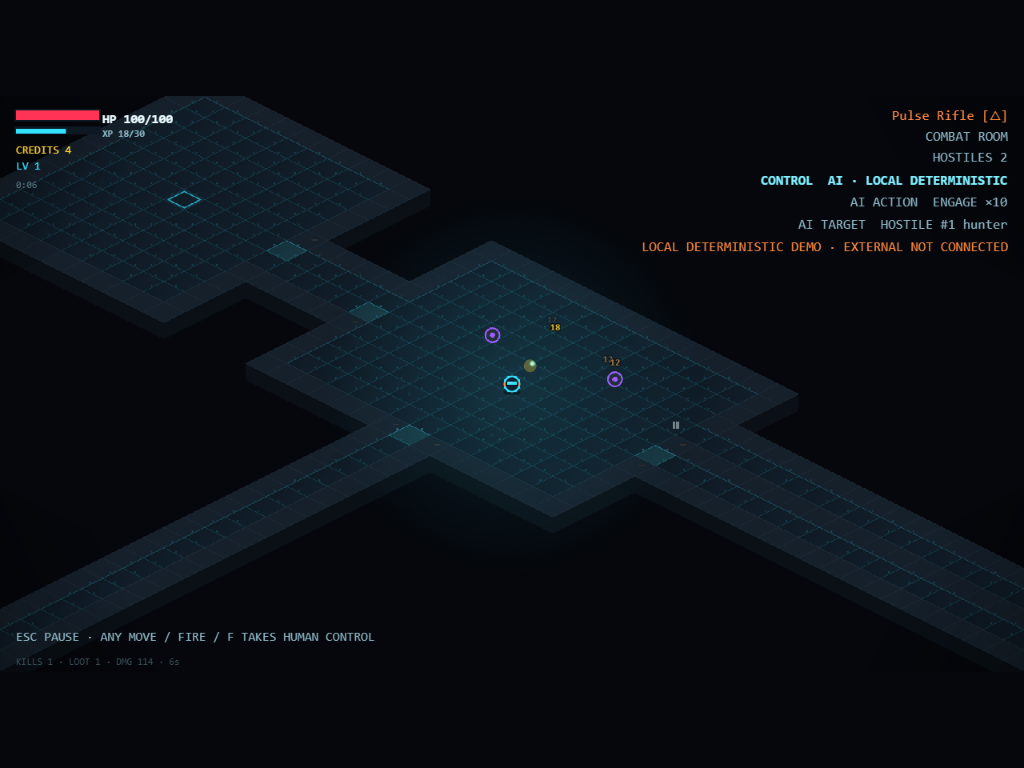 HP 100/100
XP 18/30
CREDITS 4
LV 1
0:06
Pulse Rifle [△]
COMBAT ROOM
HOSTILES 2
CONTROL AI · LOCAL DETERMINISTIC
AI ACTION ENGAGE ×10
AI TARGET HOSTILE #1 hunter
LOCAL DETERMINISTIC DEMO · EXTERNAL NOT CONNECTED
18
12
ESC PAUSE · ANY MOVE / FIRE / F TAKES HUMAN CONTROL
KILLS 1 · LOOT 1 · DMG 114 · 6s